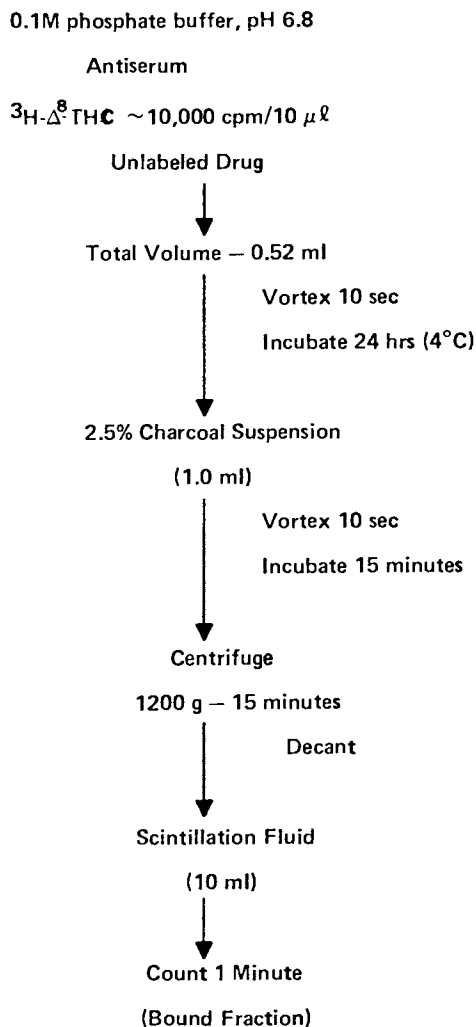 0.1M phosphate buffer, pH 6.8
Antiserum
³H-Δ⁸-THC ~10,000 cpm/10 μℓ
Unlabeled Drug
Total Volume – 0.52 ml
Vortex 10 sec
Incubate 24 hrs (4°C)
2.5% Charcoal Suspension
(1.0 ml)
Vortex 10 sec
Incubate 15 minutes
Centrifuge
1200 g – 15 minutes
Decant
Scintillation Fluid
(10 ml)
Count 1 Minute
(Bound Fraction)